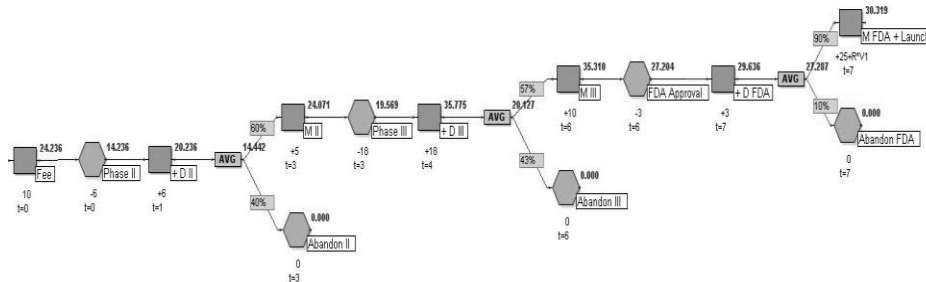 30.319
90%
M FDA + Launch
+25+R*V1
t=7
35.310
27.204
29.636
27.287
57%
AVG
M III
FDA Approval
+ D FDA
10%
+10
-3
+3
0.000
t=6
t=6
t=7
Abandon FDA
0
t=7
24.071
19.569
35.775
20.127
60%
AVG
M II
Phase III
+ D III
43%
+5
-18
+18
t=3
t=3
t=4
0.000
Abandon III
0
t=6
24.236
14.236
20.236
14.442
AVG
Fee
Phase II
+ D II
40%
10
-6
+6
t=0
t=0
t=1
0.000
Abandon II
0
t=3